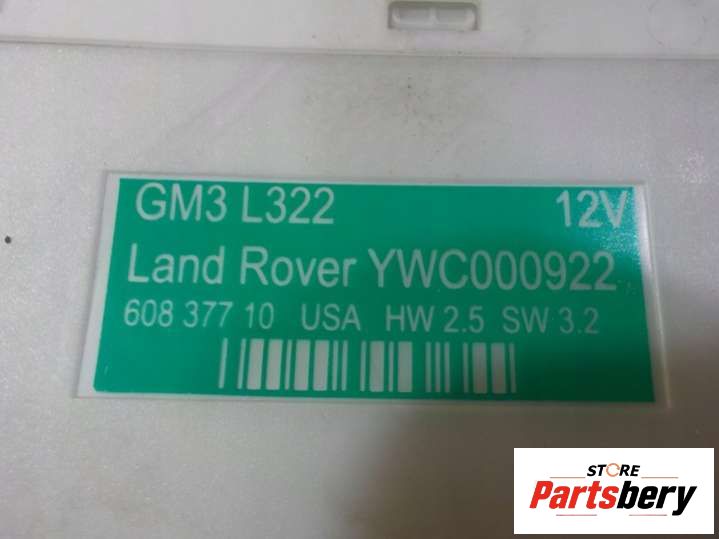 GM3 L322 12V
Land Rover YWC000922
608 377 10 USA HW 2.5 SW 3.2
STORE
Partsbery